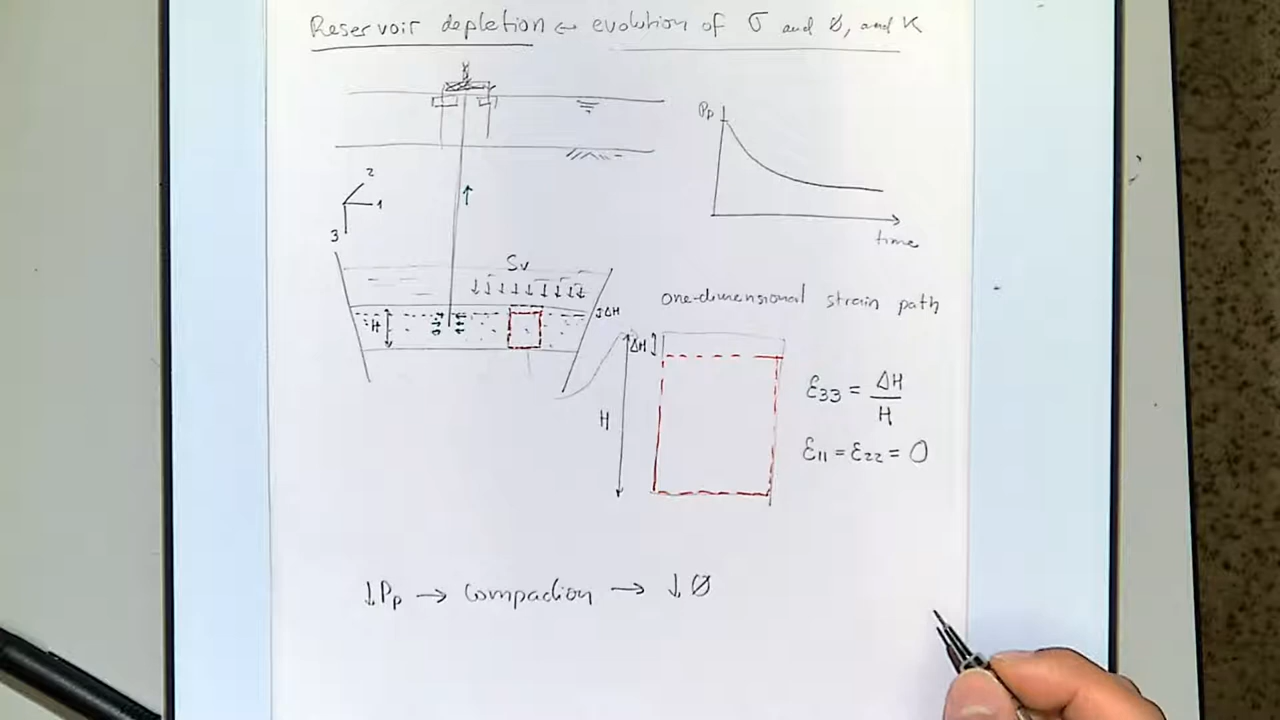 Reservoir depletion ↔ evolution of σ and ø, and k
Pp
time
2
1
3
Sv
H
ΔH
one-dimensional strain path
ΔH
H
ε33 = ΔH/H
ε11 = ε22 = 0
↓Pp → compaction → ↓ø